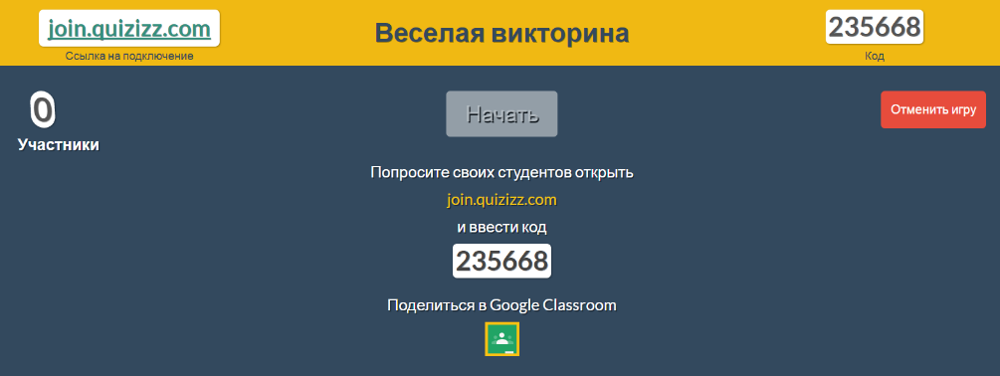 join.quizizz.com
Ссылка на подключение
Веселая викторина
235668
Код
0
Участники
Начать
Отменить игру
Попросите своих студентов открыть
join.quizizz.com
и ввести код
235668
Поделиться в Google Classroom